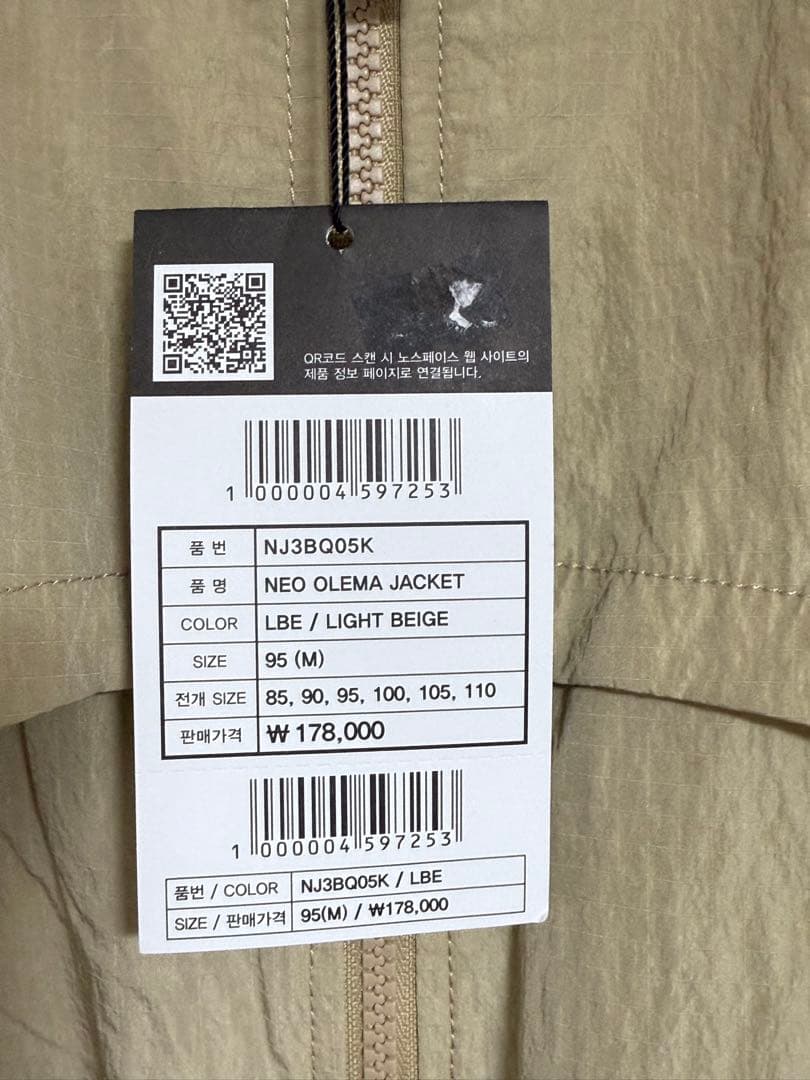 QR코드 스캔 시 노스페이스 웹 사이트의
제품 정보 페이지로 연결됩니다.
1 000004 597253
품 번 NJ3BQ05K
품 명 NEO OLEMA JACKET
COLOR LBE / LIGHT BEIGE
SIZE 95 (M)
전개 SIZE 85, 90, 95, 100, 105, 110
판매가격 ₩ 178,000
1 000004 597253
품번 / COLOR NJ3BQ05K / LBE
SIZE / 판매가격 95(M) / ₩178,000